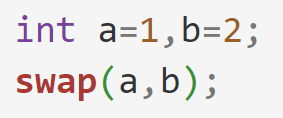 int a=1,b=2;
swap(a,b);